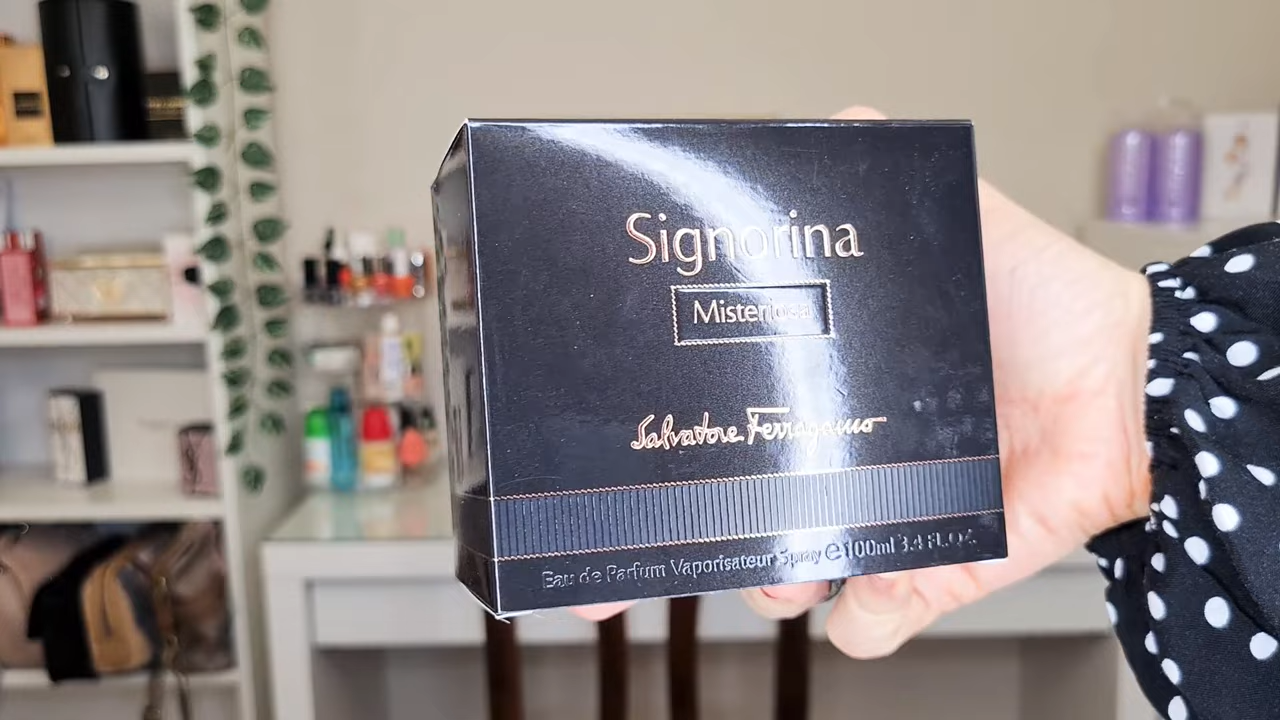 Signorina
Misteriosa
Salvatore Ferragamo
Eau de Parfum Vaporisateur Spray ℮ 100ml 3.4 FL.OZ.